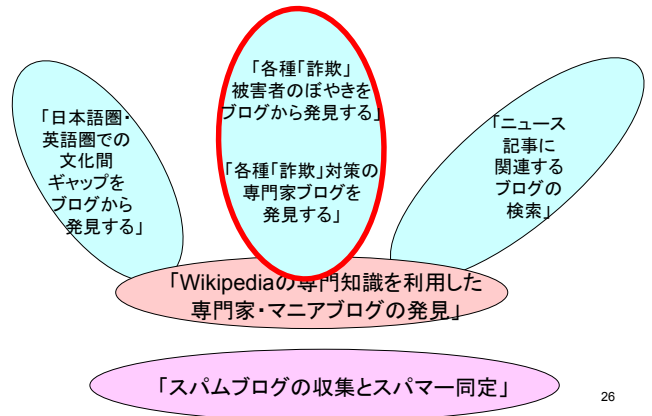 「日本語圏・
英語圏での
文化間
ギャップを
ブログから
発見する」
「各種「詐欺」
被害者のぼやきを
ブログから発見する」
「各種「詐欺」対策の
専門家ブログを
発見する」
「ニュース
記事に
関連する
ブログの
検索」
「Wikipediaの専門知識を利用した
専門家・マニアブログの発見」
「スパムブログの収集とスパマー同定」
26